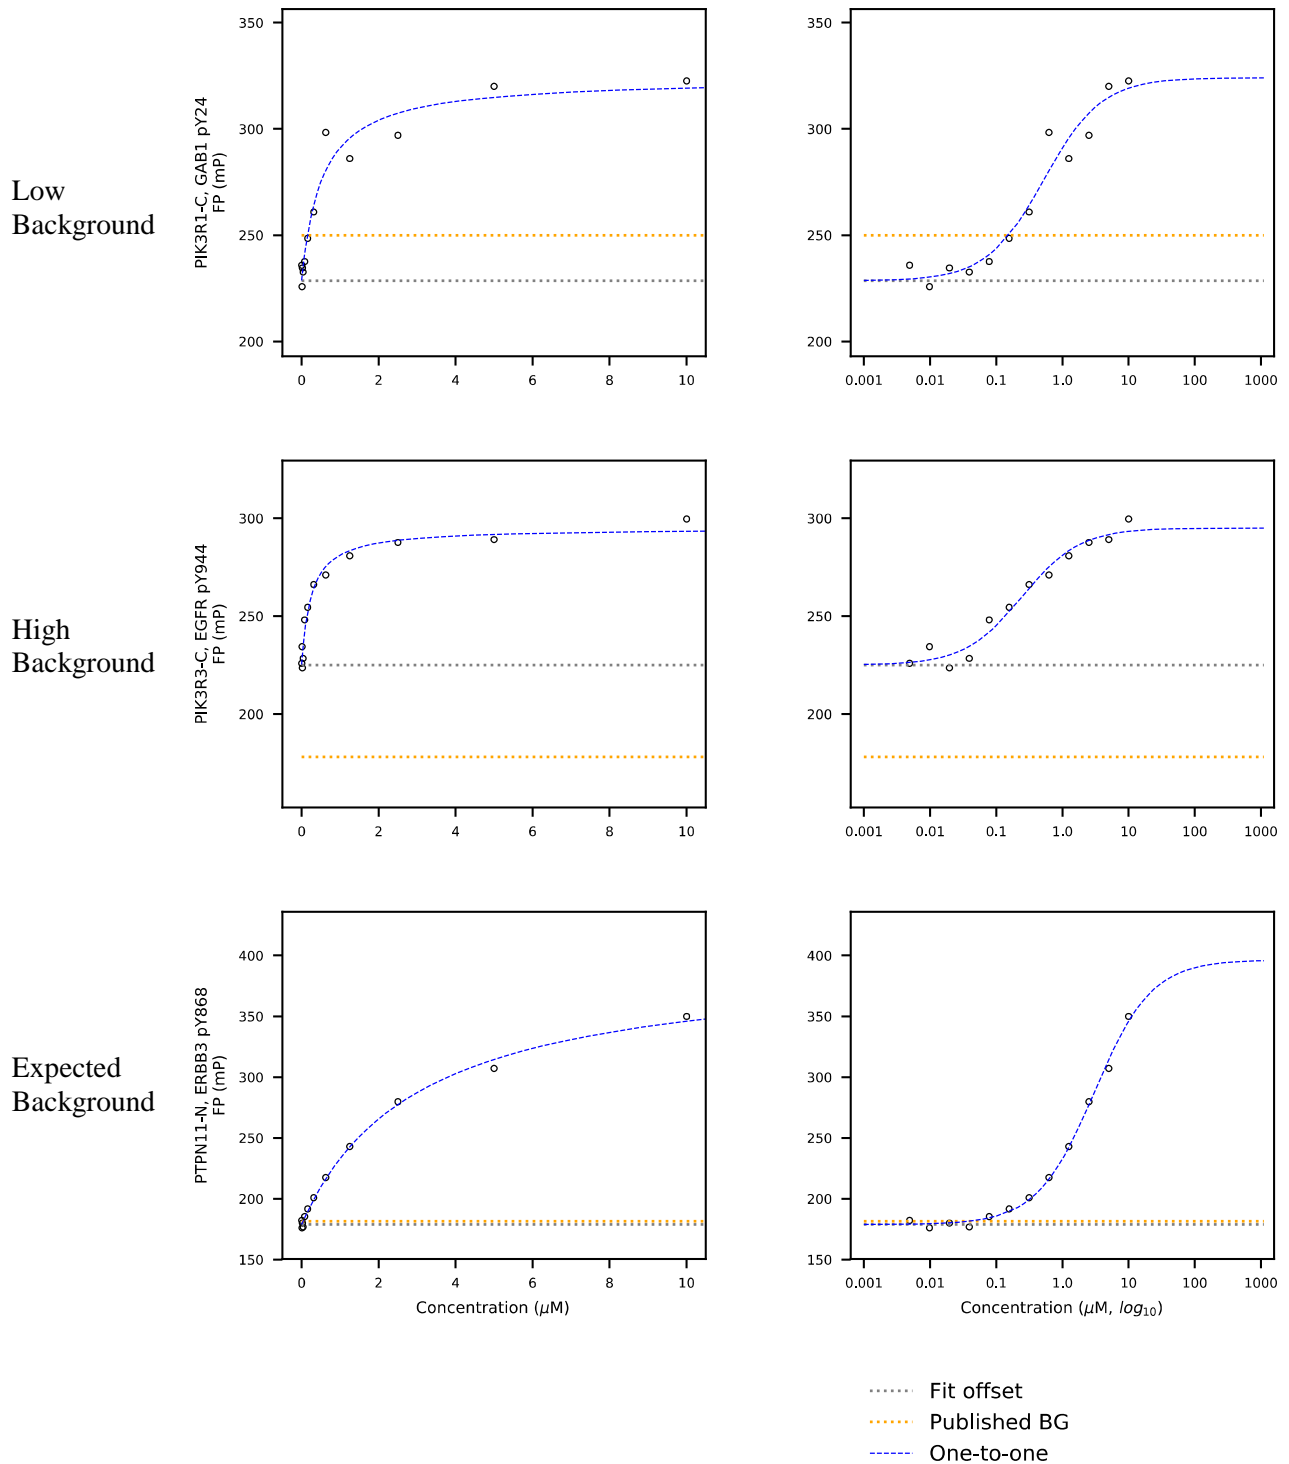 Low
Background
PIK3R1-C, GAB1 pY24
FP (mP)
350
300
250
200
0 2 4 6 8 10
0.001 0.01 0.1 1.0 10 100 1000
High
Background
PIK3R3-C, EGFR pY944
FP (mP)
300
250
200
0 2 4 6 8 10
0.001 0.01 0.1 1.0 10 100 1000
Expected
Background
PTPN11-N, ERBB3 pY868
FP (mP)
400
350
300
250
200
150
0 2 4 6 8 10
Concentration (μM)
0.001 0.01 0.1 1.0 10 100 1000
Concentration (μM, log₁₀)
350
300
250
200
300
250
200
400
350
300
250
200
150
Fit offset
Published BG
One-to-one